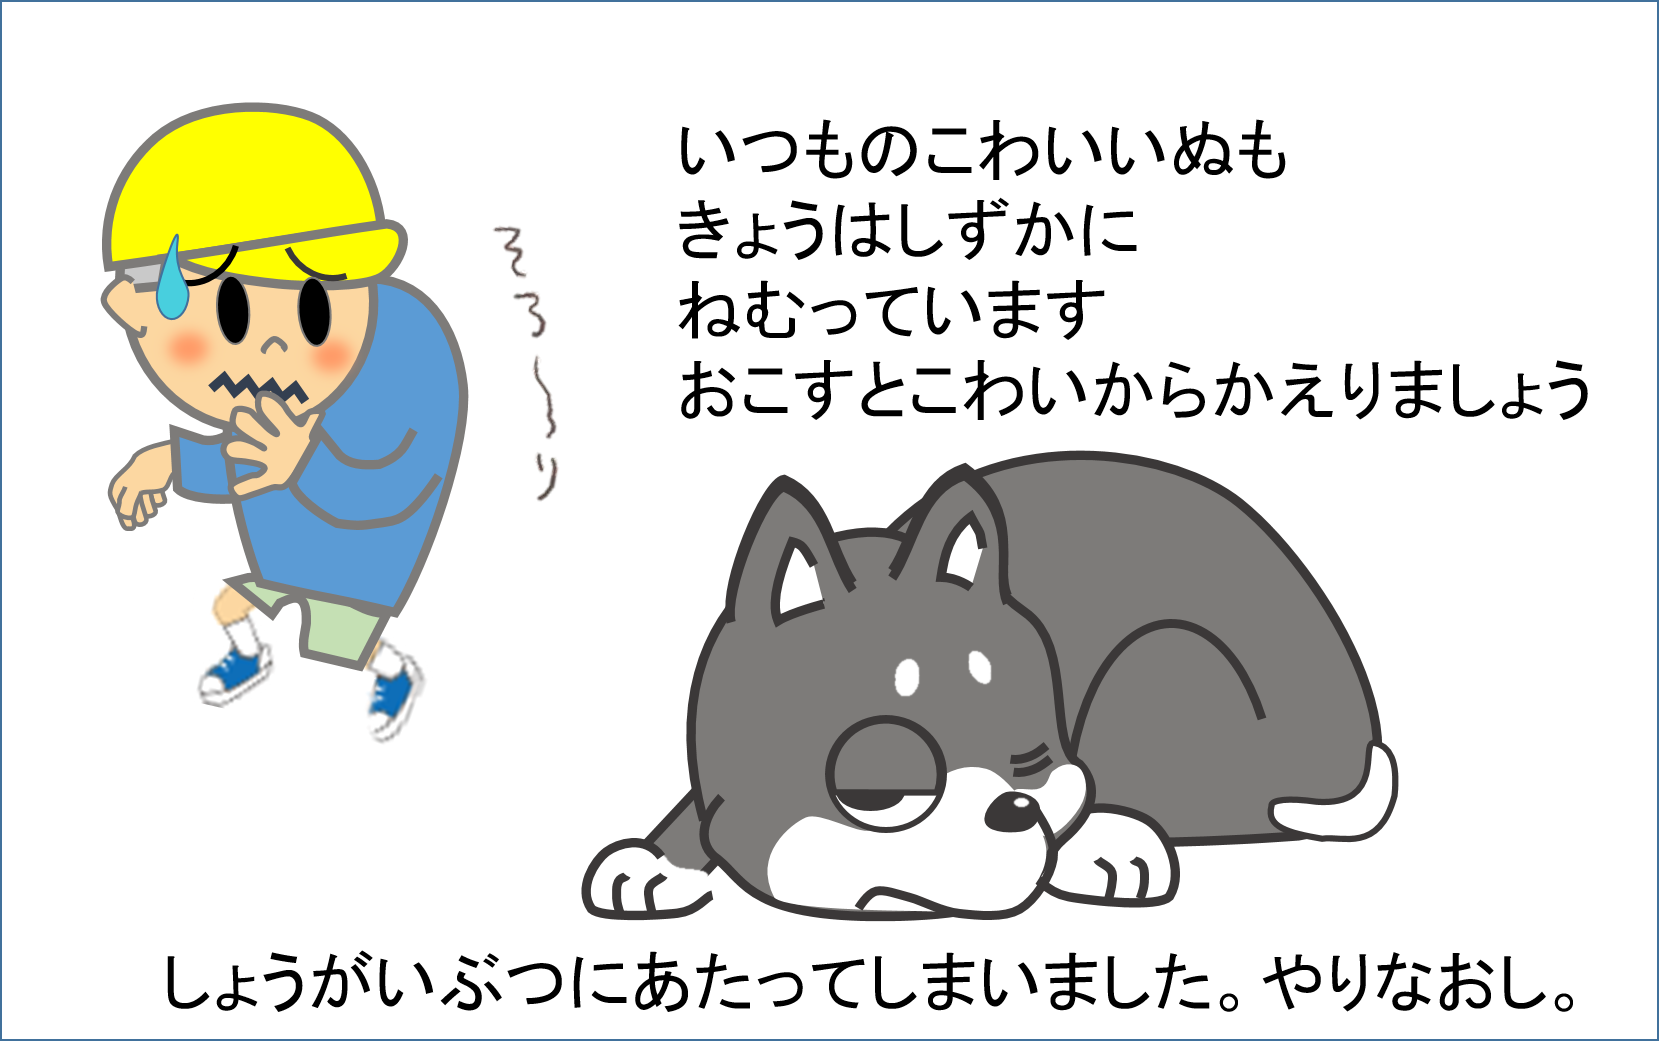 いつものこわいいぬも
きょうはしずかに
ねむっています
おこすとこわいからかえりましょう
そろ〜り
しょうがいぶつにあたってしまいました。やりなおし。